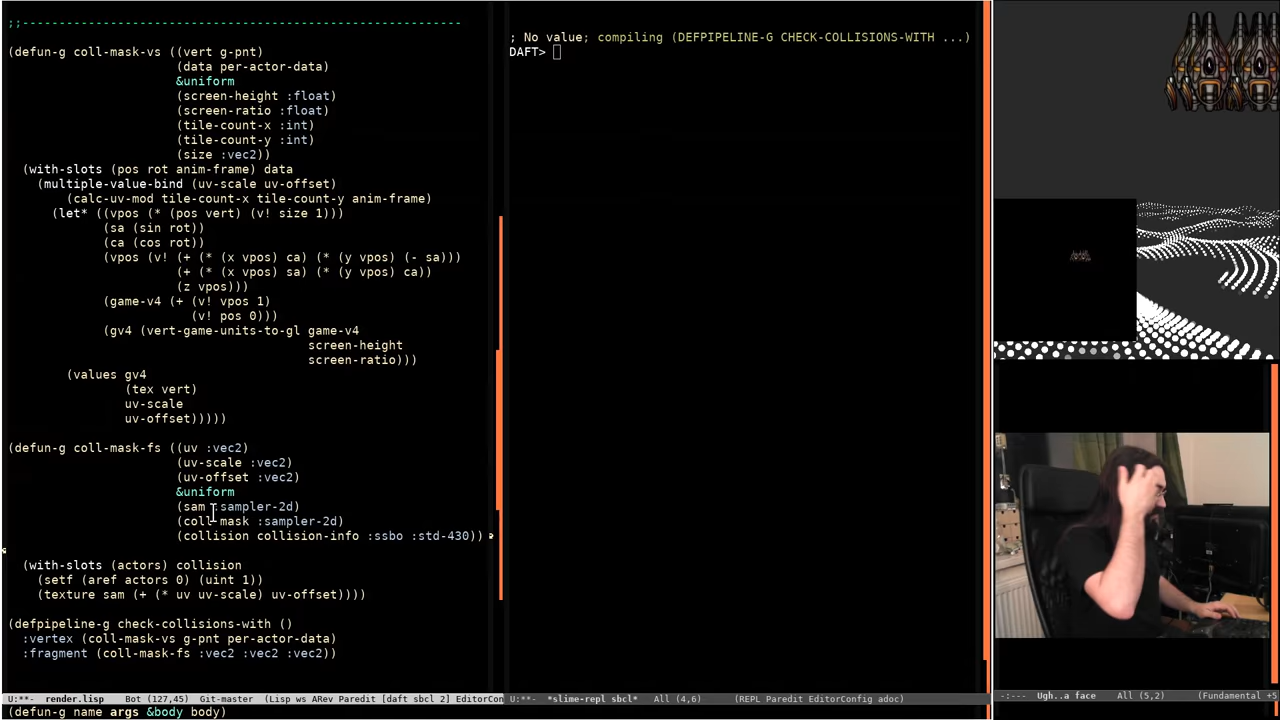 ;;------------------------------------------------------------
(defun-g coll-mask-vs ((vert g-pnt)
(data per-actor-data)
&uniform
(screen-height :float)
(screen-ratio :float)
(tile-count-x :int)
(tile-count-y :int)
(size :vec2))
(with-slots (pos rot anim-frame) data
(multiple-value-bind (uv-scale uv-offset)
(calc-uv-mod tile-count-x tile-count-y anim-frame)
(let* ((vpos (* (pos vert) (v! size 1)))
(sa (sin rot))
(ca (cos rot))
(vpos (v! (+ (* (x vpos) ca) (* (y vpos) (- sa)))
(+ (* (x vpos) sa) (* (y vpos) ca))
(z vpos)))
(game-v4 (+ (v! vpos 1)
(v! pos 0)))
(gv4 (vert-game-units-to-gl game-v4
screen-height
screen-ratio)))
(values gv4
(tex vert)
uv-scale
uv-offset)))))
(defun-g coll-mask-fs ((uv :vec2)
(uv-scale :vec2)
(uv-offset :vec2)
&uniform
(sam :sampler-2d)
(coll-mask :sampler-2d)
(collision collision-info :ssbo :std-430))
(with-slots (actors) collision
(setf (aref actors 0) (uint 1))
(texture sam (+ (* uv uv-scale) uv-offset))))
(defpipeline-g check-collisions-with ()
:vertex (coll-mask-vs g-pnt per-actor-data)
:fragment (coll-mask-fs :vec2 :vec2 :vec2))
U:**- render.lisp Bot (127,45) Git-master (Lisp ws ARev Paredit [daft sbcl 2] EditorCon
(defun-g name args &body body)
; No value; compiling (DEFPIPELINE-G CHECK-COLLISIONS-WITH ...)
DAFT>
U:**- *slime-repl sbcl* All (4,6) (REPL Paredit EditorConfig adoc)
-:--- Ugh..a face All (5,2) (Fundamental +5